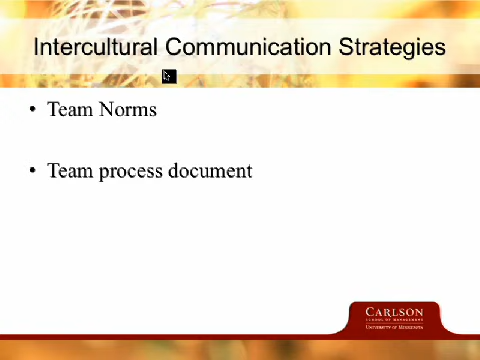 Intercultural Communication Strategies
• Team Norms
• Team process document
CARLSON
SCHOOL OF MANAGEMENT
UNIVERSITY OF MINNESOTA